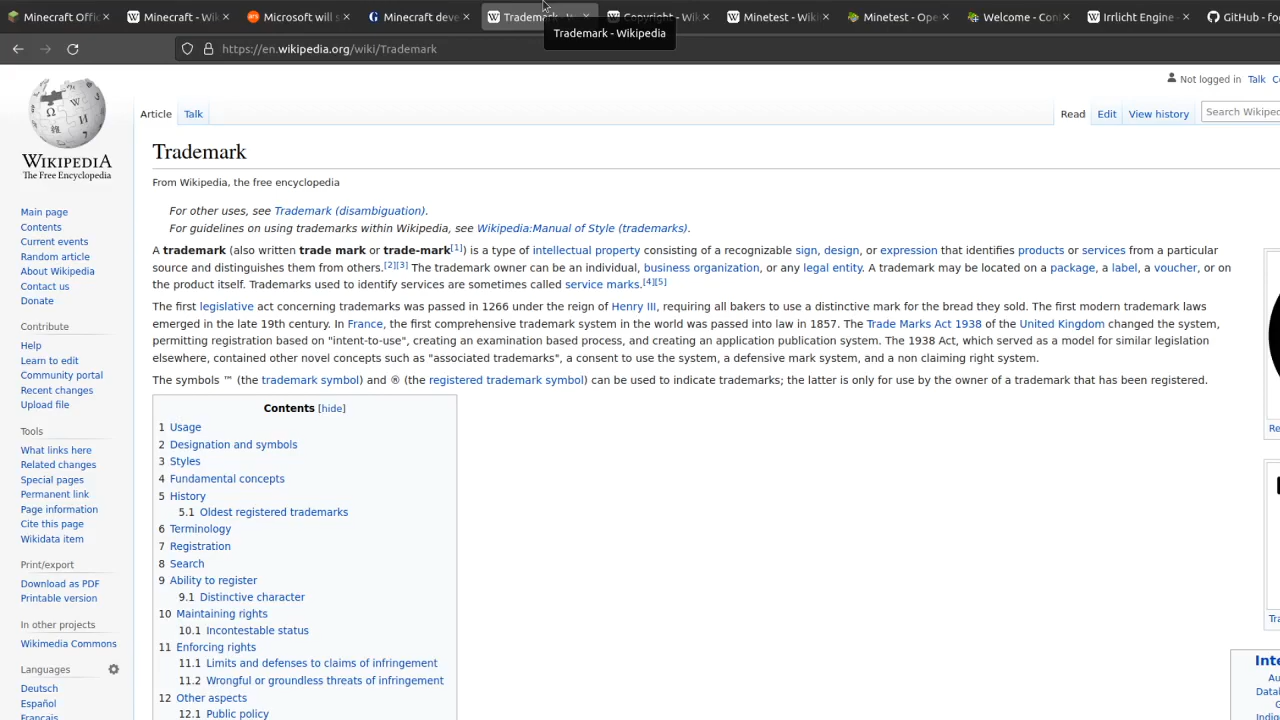 Minecraft Offic
Minecraft - Wik
Microsoft will s
Minecraft deve
Trademark
Copyright - Wik
Minetest - Wiki
Minetest - Ope
Welcome - Con
Irrlicht Engine -
GitHub - fo
Trademark - Wikipedia
https://en.wikipedia.org/wiki/Trademark
Not logged in Talk C
Article Talk
Read Edit View history
Search Wikiped
WIKIPEDIA
The Free Encyclopedia
Main page
Contents
Current events
Random article
About Wikipedia
Contact us
Donate
Contribute
Help
Learn to edit
Community portal
Recent changes
Upload file
Tools
What links here
Related changes
Special pages
Permanent link
Page information
Cite this page
Wikidata item
Print/export
Download as PDF
Printable version
In other projects
Wikimedia Commons
Languages
Deutsch
Español
Français
Trademark
From Wikipedia, the free encyclopedia
For other uses, see Trademark (disambiguation).
For guidelines on using trademarks within Wikipedia, see Wikipedia:Manual of Style (trademarks).
A trademark (also written trade mark or trade-mark[1]) is a type of intellectual property consisting of a recognizable sign, design, or expression that identifies products or services from a particular
source and distinguishes them from others.[2][3] The trademark owner can be an individual, business organization, or any legal entity. A trademark may be located on a package, a label, a voucher, or on
the product itself. Trademarks used to identify services are sometimes called service marks.[4][5]
The first legislative act concerning trademarks was passed in 1266 under the reign of Henry III, requiring all bakers to use a distinctive mark for the bread they sold. The first modern trademark laws
emerged in the late 19th century. In France, the first comprehensive trademark system in the world was passed into law in 1857. The Trade Marks Act 1938 of the United Kingdom changed the system,
permitting registration based on "intent-to-use", creating an examination based process, and creating an application publication system. The 1938 Act, which served as a model for similar legislation
elsewhere, contained other novel concepts such as "associated trademarks", a consent to use the system, a defensive mark system, and a non claiming right system.
The symbols ™ (the trademark symbol) and ® (the registered trademark symbol) can be used to indicate trademarks; the latter is only for use by the owner of a trademark that has been registered.
Contents [hide]
1 Usage
2 Designation and symbols
3 Styles
4 Fundamental concepts
5 History
5.1 Oldest registered trademarks
6 Terminology
7 Registration
8 Search
9 Ability to register
9.1 Distinctive character
10 Maintaining rights
10.1 Incontestable status
11 Enforcing rights
11.1 Limits and defenses to claims of infringement
11.2 Wrongful or groundless threats of infringement
12 Other aspects
12.1 Public policy
Re
Tra
Inte
Au
Datal
Indig